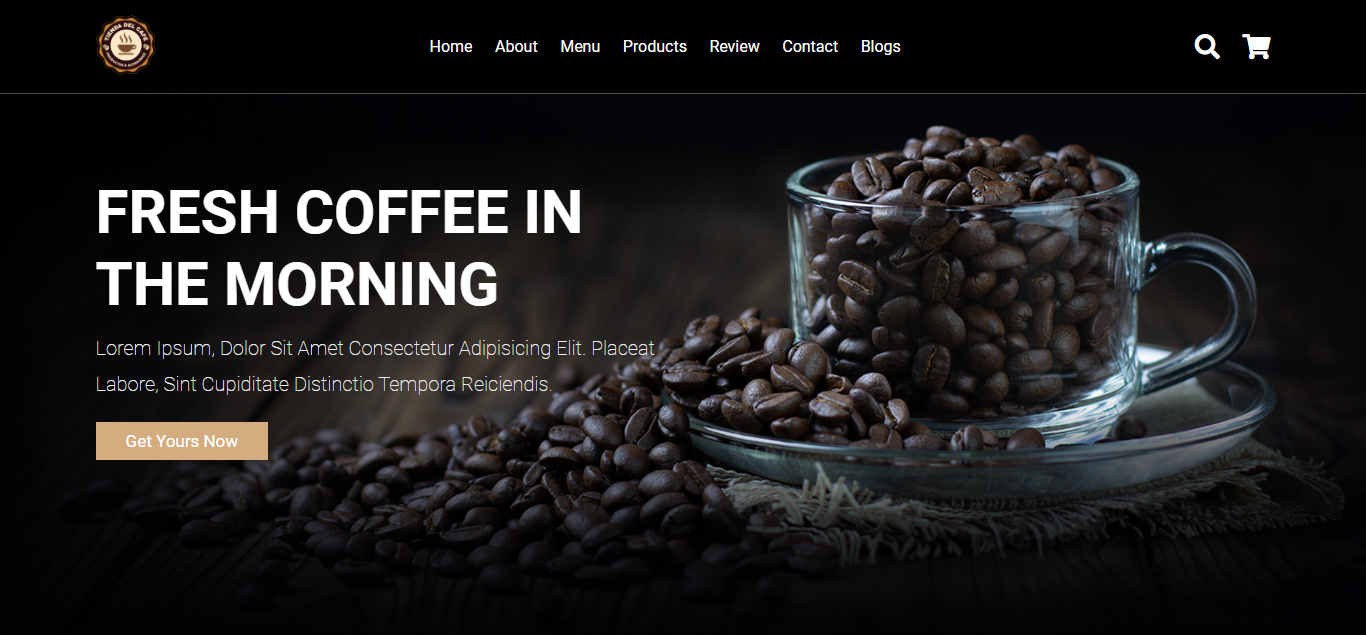 TIENDA DEL CAFÉ
Home About Menu Products Review Contact Blogs
FRESH COFFEE IN
THE MORNING
Lorem Ipsum, Dolor Sit Amet Consectetur Adipisicing Elit. Placeat
Labore, Sint Cupiditate Distinctio Tempora Reiciendis.
Get Yours Now